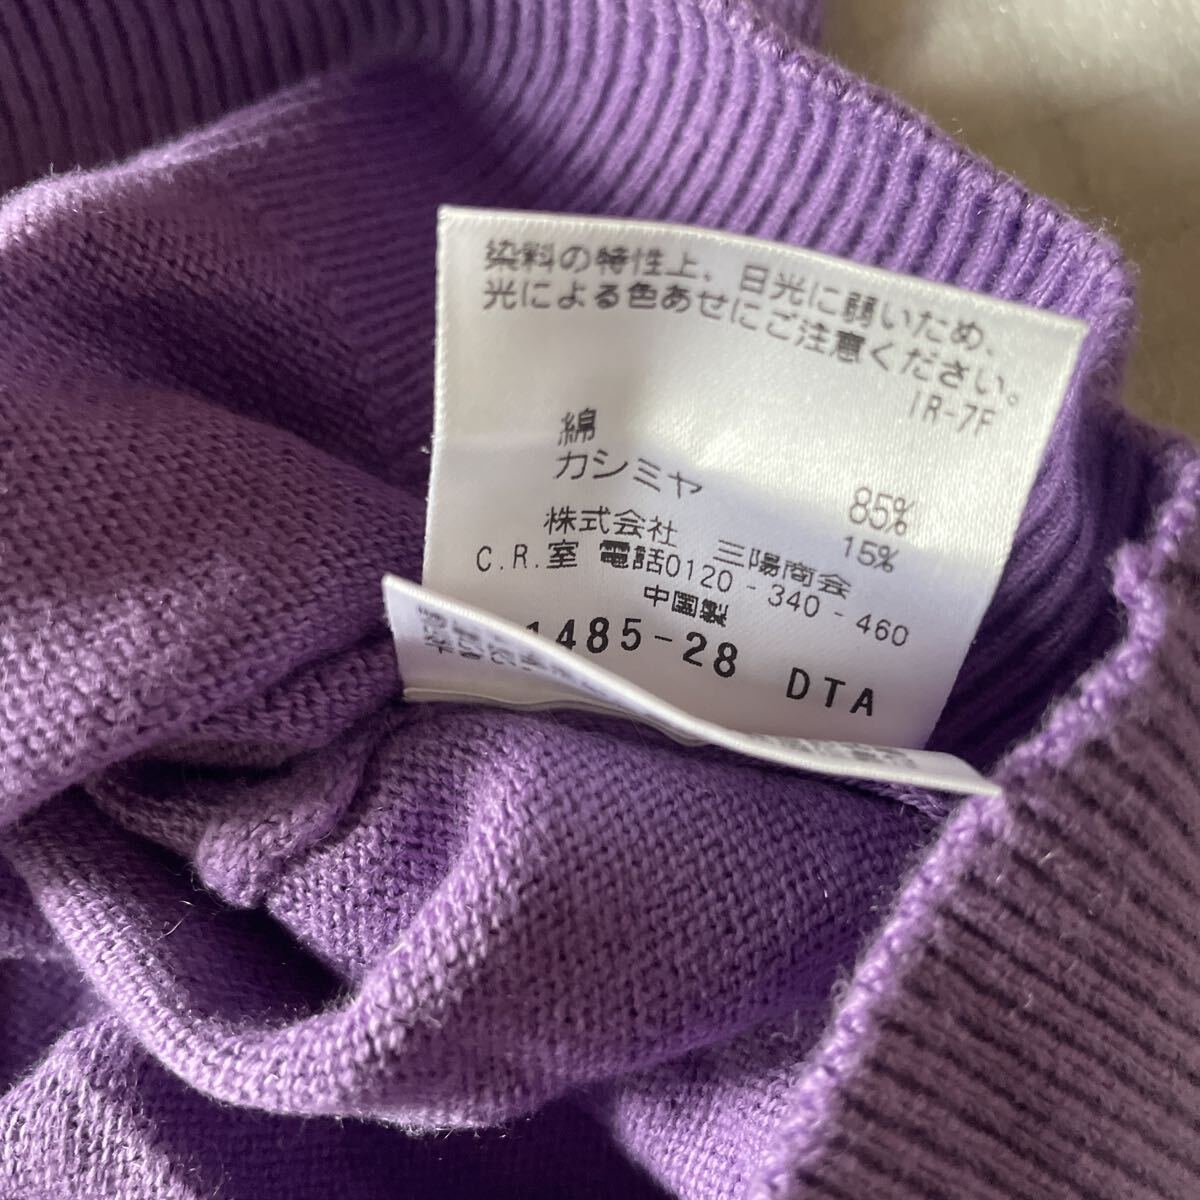 染料の特性上、日光に弱いため、
光による色あせにご注意ください。
IR-7F
綿 85%
カシミヤ 15%
株式会社 三陽商会
C.R.室 電話0120-340-460
中国製
1485-28 DTA